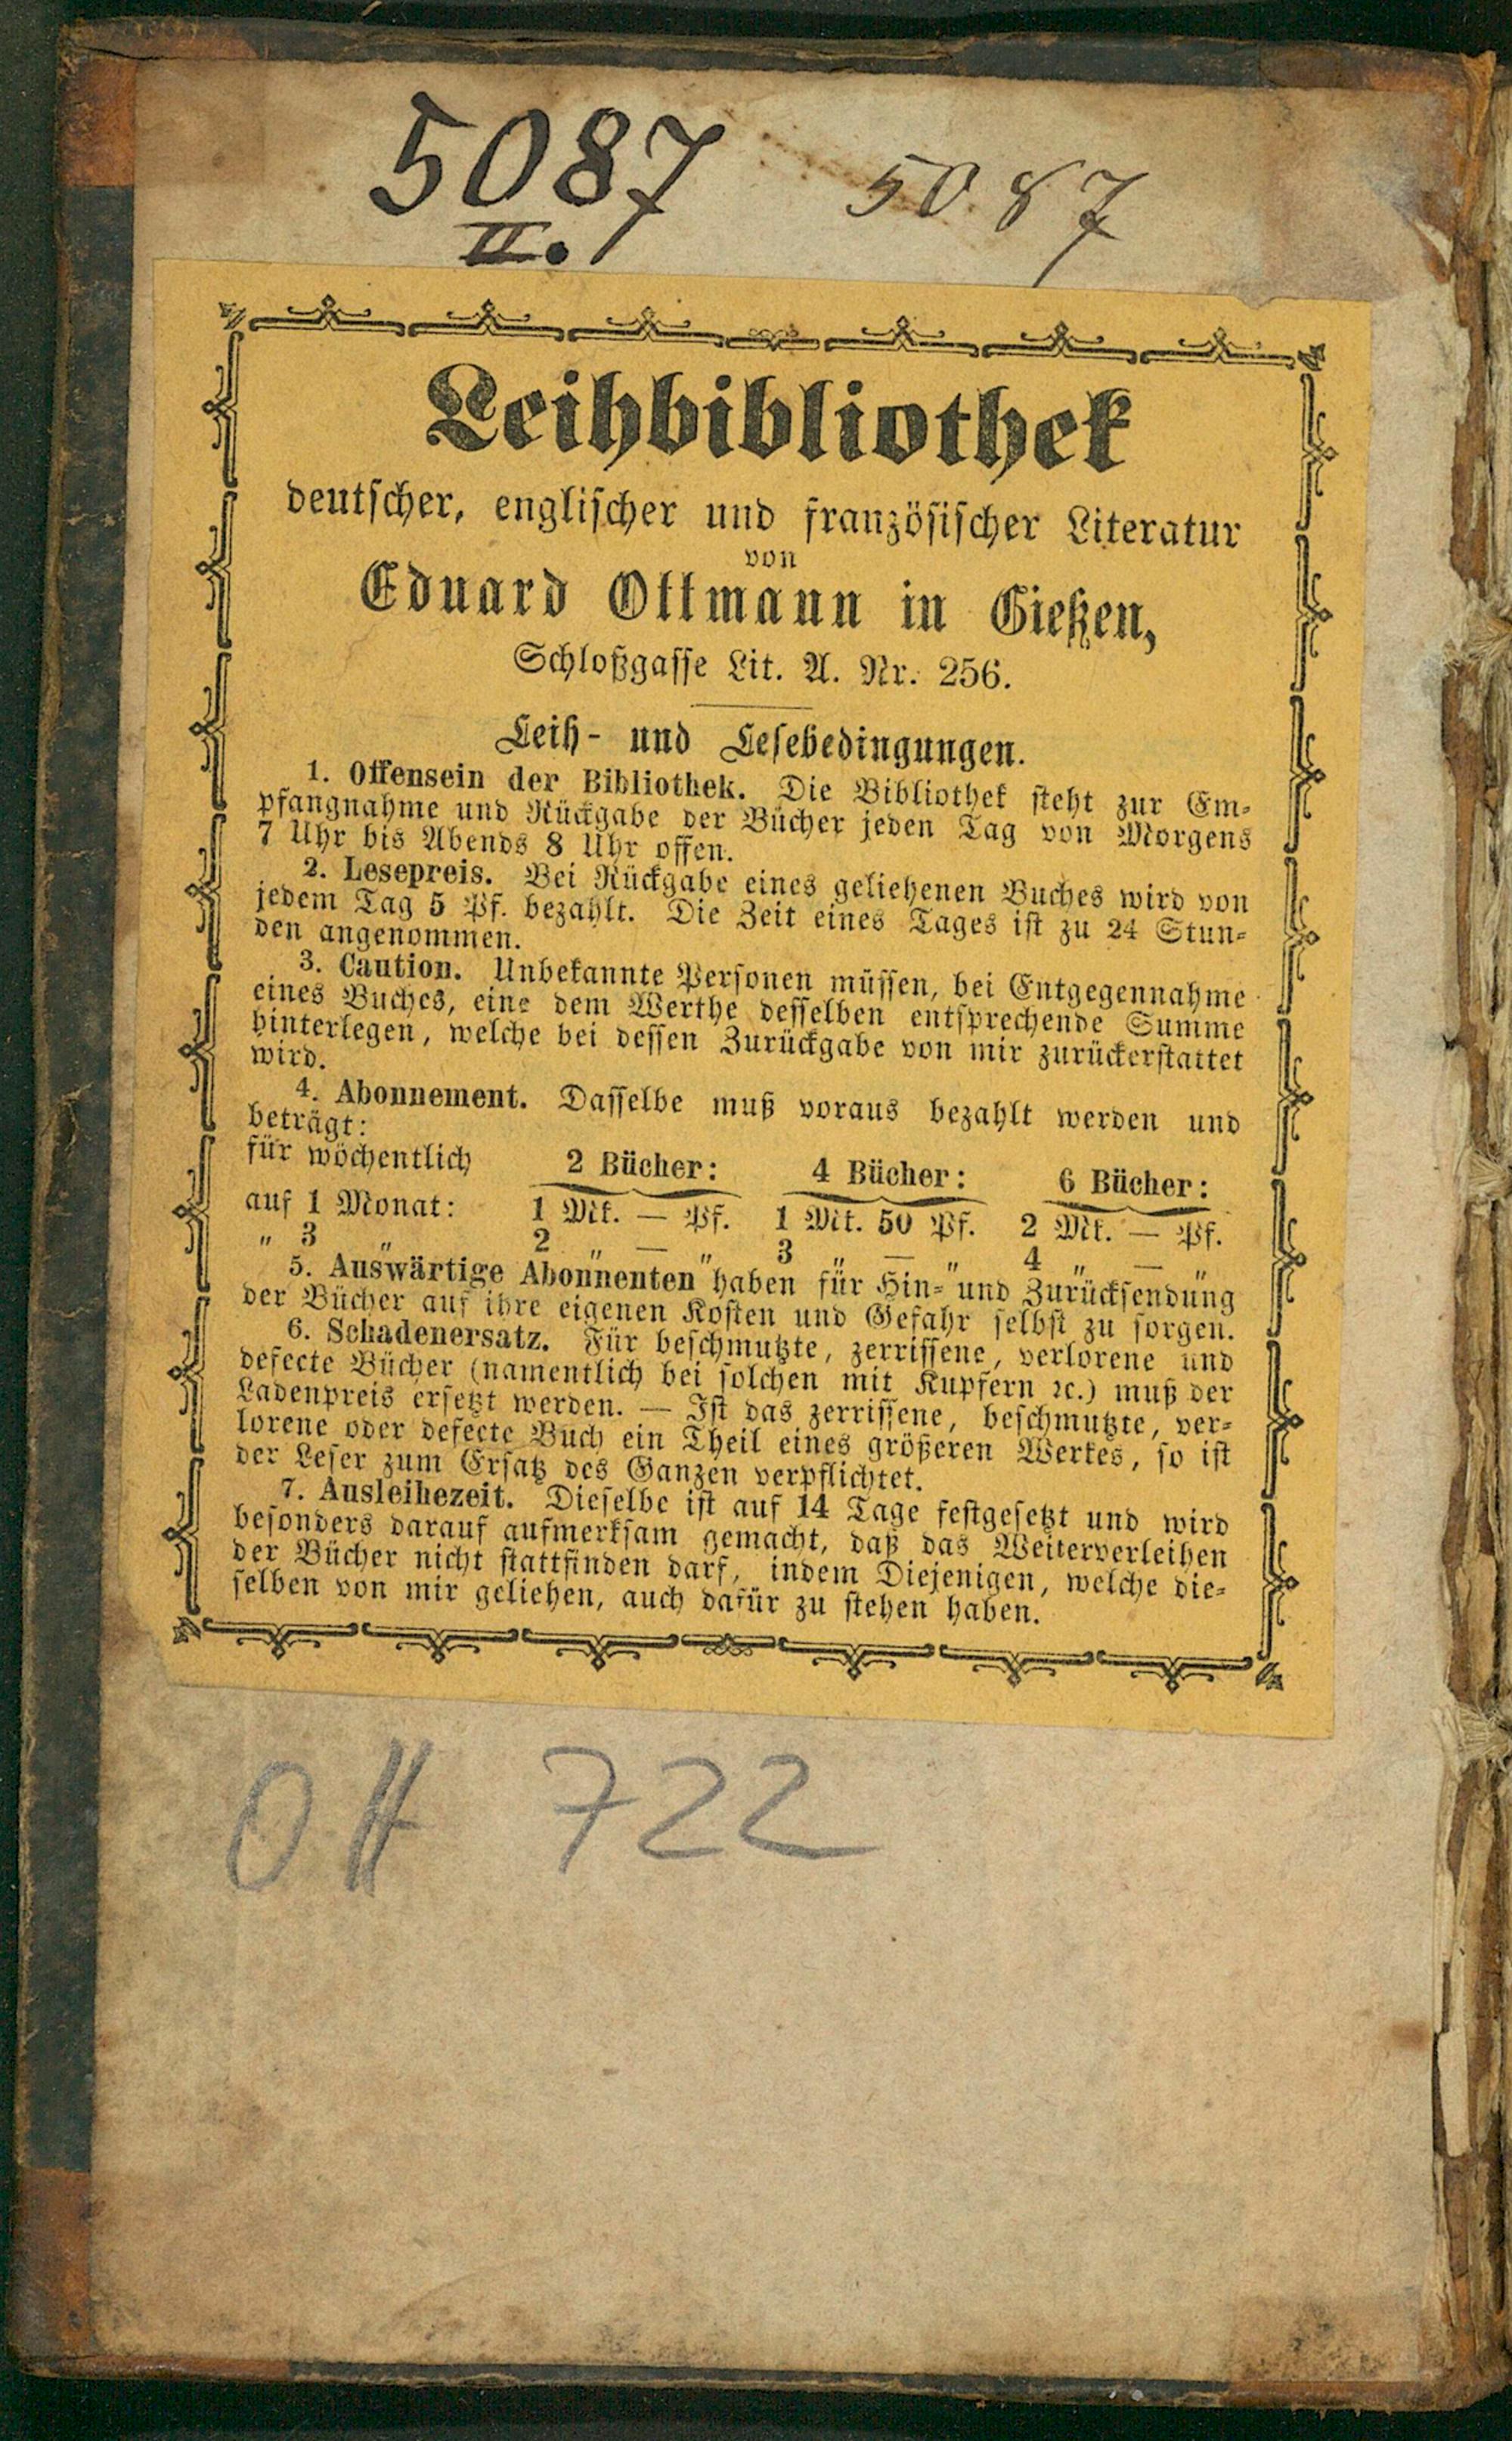 5087 5087
II.
Leihbibliothek
deutscher, englischer und französischer Literatur
von
Eduard Ottmann in Gießen,
Schloßgasse Lit. A. Nr. 256.
Leih- und Lesebedingungen.
1. Offensein der Bibliothek. Die Bibliothek steht zur Em-
pfangnahme und Rückgabe der Bücher jeden Tag von Morgens
7 Uhr bis Abends 8 Uhr offen.
2. Lesepreis. Bei Rückgabe eines geliehenen Buches wird von
jedem Tag 5 Pf. bezahlt. Die Zeit eines Tages ist zu 24 Stun-
den angenommen.
3. Caution. Unbekannte Personen müssen, bei Entgegennahme
eines Buches, eine dem Werthe desselben entsprechende Summe
hinterlegen, welche bei dessen Zurückgabe von mir zurückerstattet
wird.
4. Abonnement. Dasselbe muß voraus bezahlt werden und
beträgt:
für wöchentlich 2 Bücher: 4 Bücher: 6 Bücher:
auf 1 Monat: 1 Mk. — Pf. 1 Mk. 50 Pf. 2 Mk. — Pf.
" 3 " 2 " — " 3 " — " 4 " — "
5. Auswärtige Abonnenten haben für Hin- und Zurücksendung
der Bücher auf ihre eigenen Kosten und Gefahr selbst zu sorgen.
6. Schadenersatz. Für beschmutzte, zerrissene, verlorene und
defecte Bücher (namentlich bei solchen mit Kupfern ꝛc.) muß der
Ladenpreis ersetzt werden. — Ist das zerrissene, beschmutzte, ver-
lorene oder defecte Buch ein Theil eines größeren Werkes, so ist
der Leser zum Ersatz des Ganzen verpflichtet.
7. Ausleihezeit. Dieselbe ist auf 14 Tage festgesetzt und wird
besonders darauf aufmerksam gemacht, daß das Weiterverleihen
der Bücher nicht stattfinden darf, indem Diejenigen, welche die-
selben von mir geliehen, auch dafür zu stehen haben.
Ott 722